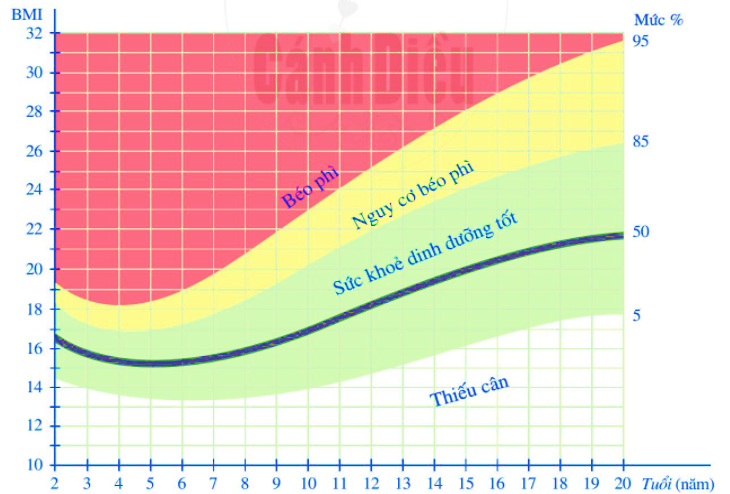 BMI
Mức %
32
30
28
26
24
22
20
18
16
14
12
10
95
85
50
5
Cánh Diều
Béo phì
Nguy cơ béo phì
Sức khoẻ dinh dưỡng tốt
Thiếu cân
2 3 4 5 6 7 8 9 10 11 12 13 14 15 16 17 18 19 20 Tuổi (năm)